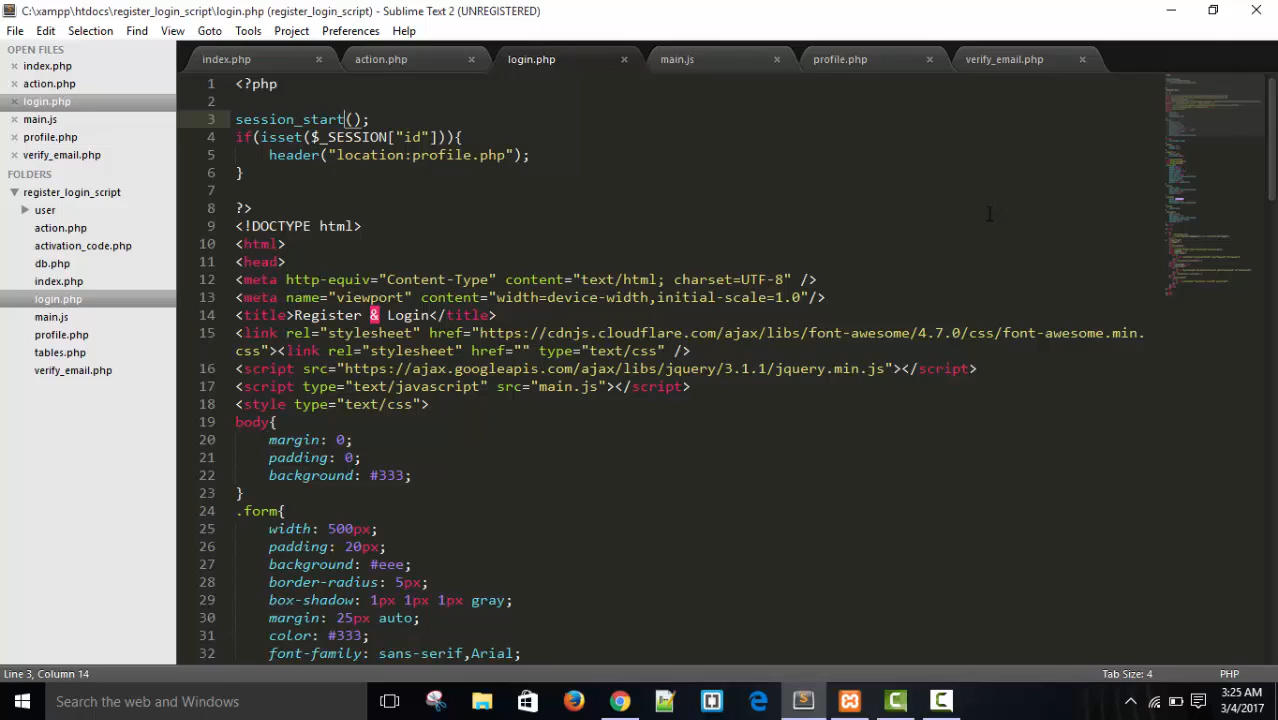 C:\xampp\htdocs\register_login_script\login.php (register_login_script) - Sublime Text 2 (UNREGISTERED)
File Edit Selection Find View Goto Tools Project Preferences Help
OPEN FILES
index.php
action.php
login.php
main.js
profile.php
verify_email.php
FOLDERS
register_login_script
user
action.php
activation_code.php
db.php
index.php
login.php
main.js
profile.php
tables.php
verify_email.php
index.php action.php login.php main.js profile.php verify_email.php
1 <?php
2
3 session_start();
4 if(isset($_SESSION["id"])){
5 header("location:profile.php");
6 }
7
8 ?>
9 <!DOCTYPE html>
10 <html>
11 <head>
12 <meta http-equiv="Content-Type" content="text/html; charset=UTF-8" />
13 <meta name="viewport" content="width=device-width,initial-scale=1.0"/>
14 <title>Register & Login</title>
15 <link rel="stylesheet" href="https://cdnjs.cloudflare.com/ajax/libs/font-awesome/4.7.0/css/font-awesome.min.
css"><link rel="stylesheet" href="" type="text/css" />
16 <script src="https://ajax.googleapis.com/ajax/libs/jquery/3.1.1/jquery.min.js"></script>
17 <script type="text/javascript" src="main.js"></script>
18 <style type="text/css">
19 body{
20 margin: 0;
21 padding: 0;
22 background: #333;
23 }
24 .form{
25 width: 500px;
26 padding: 20px;
27 background: #eee;
28 border-radius: 5px;
29 box-shadow: 1px 1px 1px gray;
30 margin: 25px auto;
31 color: #333;
32 font-family: sans-serif,Arial;
Line 3, Column 14 Tab Size: 4 PHP
Search the web and Windows
3:25 AM
3/4/2017